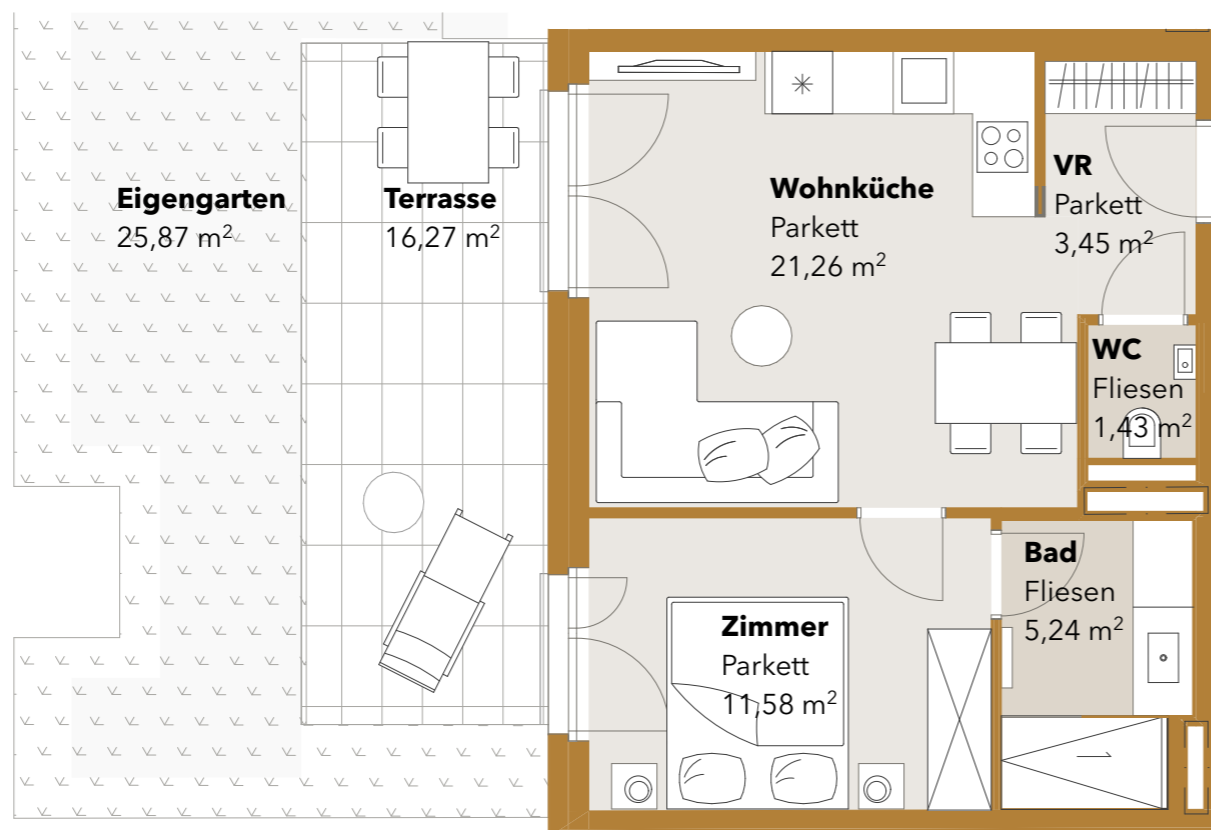 Eigengarten
25,87 m²
Terrasse
16,27 m²
Wohnküche
Parkett
21,26 m²
VR
Parkett
3,45 m²
WC
Fliesen
1,43 m²
Zimmer
Parkett
11,58 m²
Bad
Fliesen
5,24 m²